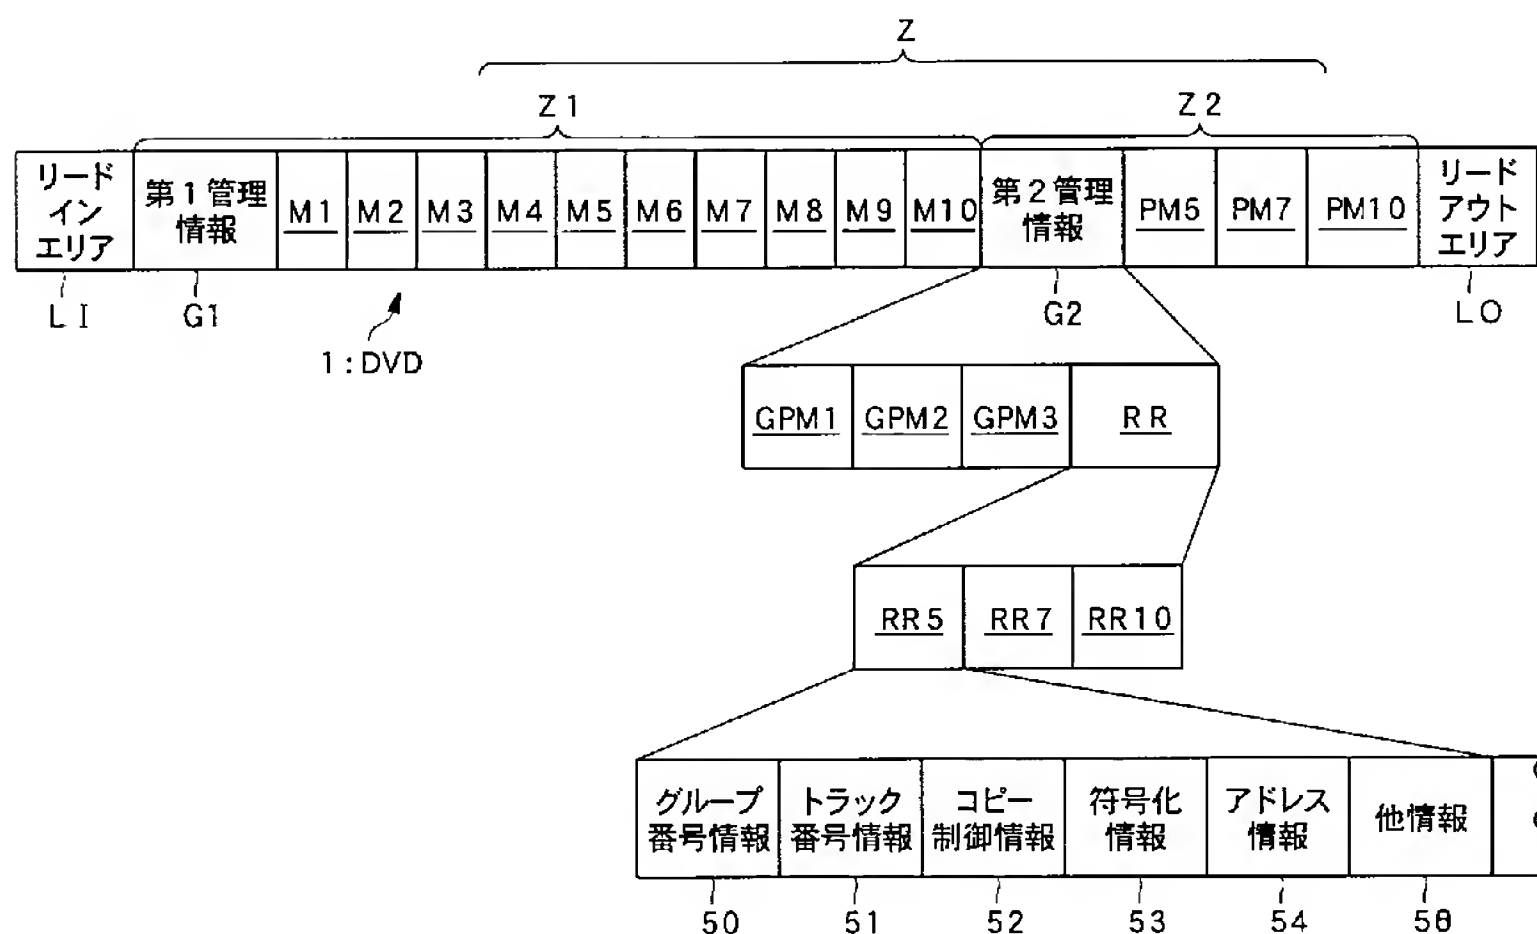 Z
Z1
Z2
リード
イン
エリア
第1管理
情報
M1
M2
M3
M4
M5
M6
M7
M8
M9
M10
第2管理
情報
PM5
PM7
PM10
リード
アウト
エリア
LI
G1
1:DVD
G2
LO
GPM1
GPM2
GPM3
RR
RR5
RR7
RR10
グループ
番号情報
トラック
番号情報
コピー
制御情報
符号化
情報
アドレス
情報
他情報
50
51
52
53
54
58